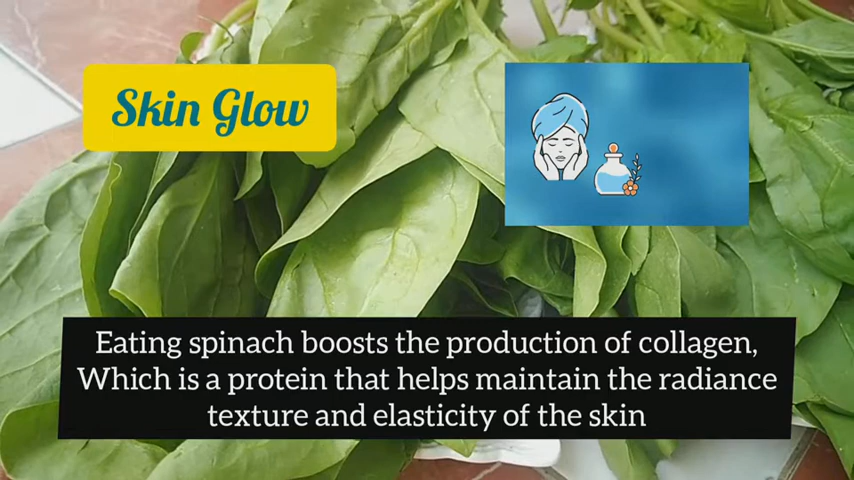 Skin Glow
Eating spinach boosts the production of collagen,
Which is a protein that helps maintain the radiance
texture and elasticity of the skin